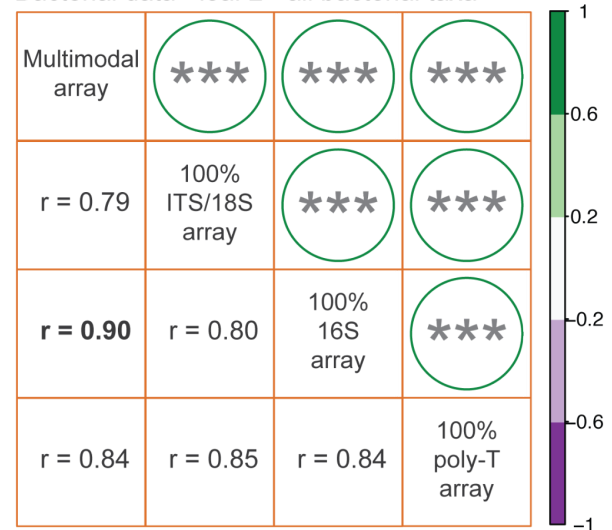 Multimodal
array
***
***
***
r = 0.79
100%
ITS/18S
array
***
***
r = 0.90
r = 0.80
100%
16S
array
***
r = 0.84
r = 0.85
r = 0.84
100%
poly-T
array
1
0.6
0.2
-0.2
-0.6
-1